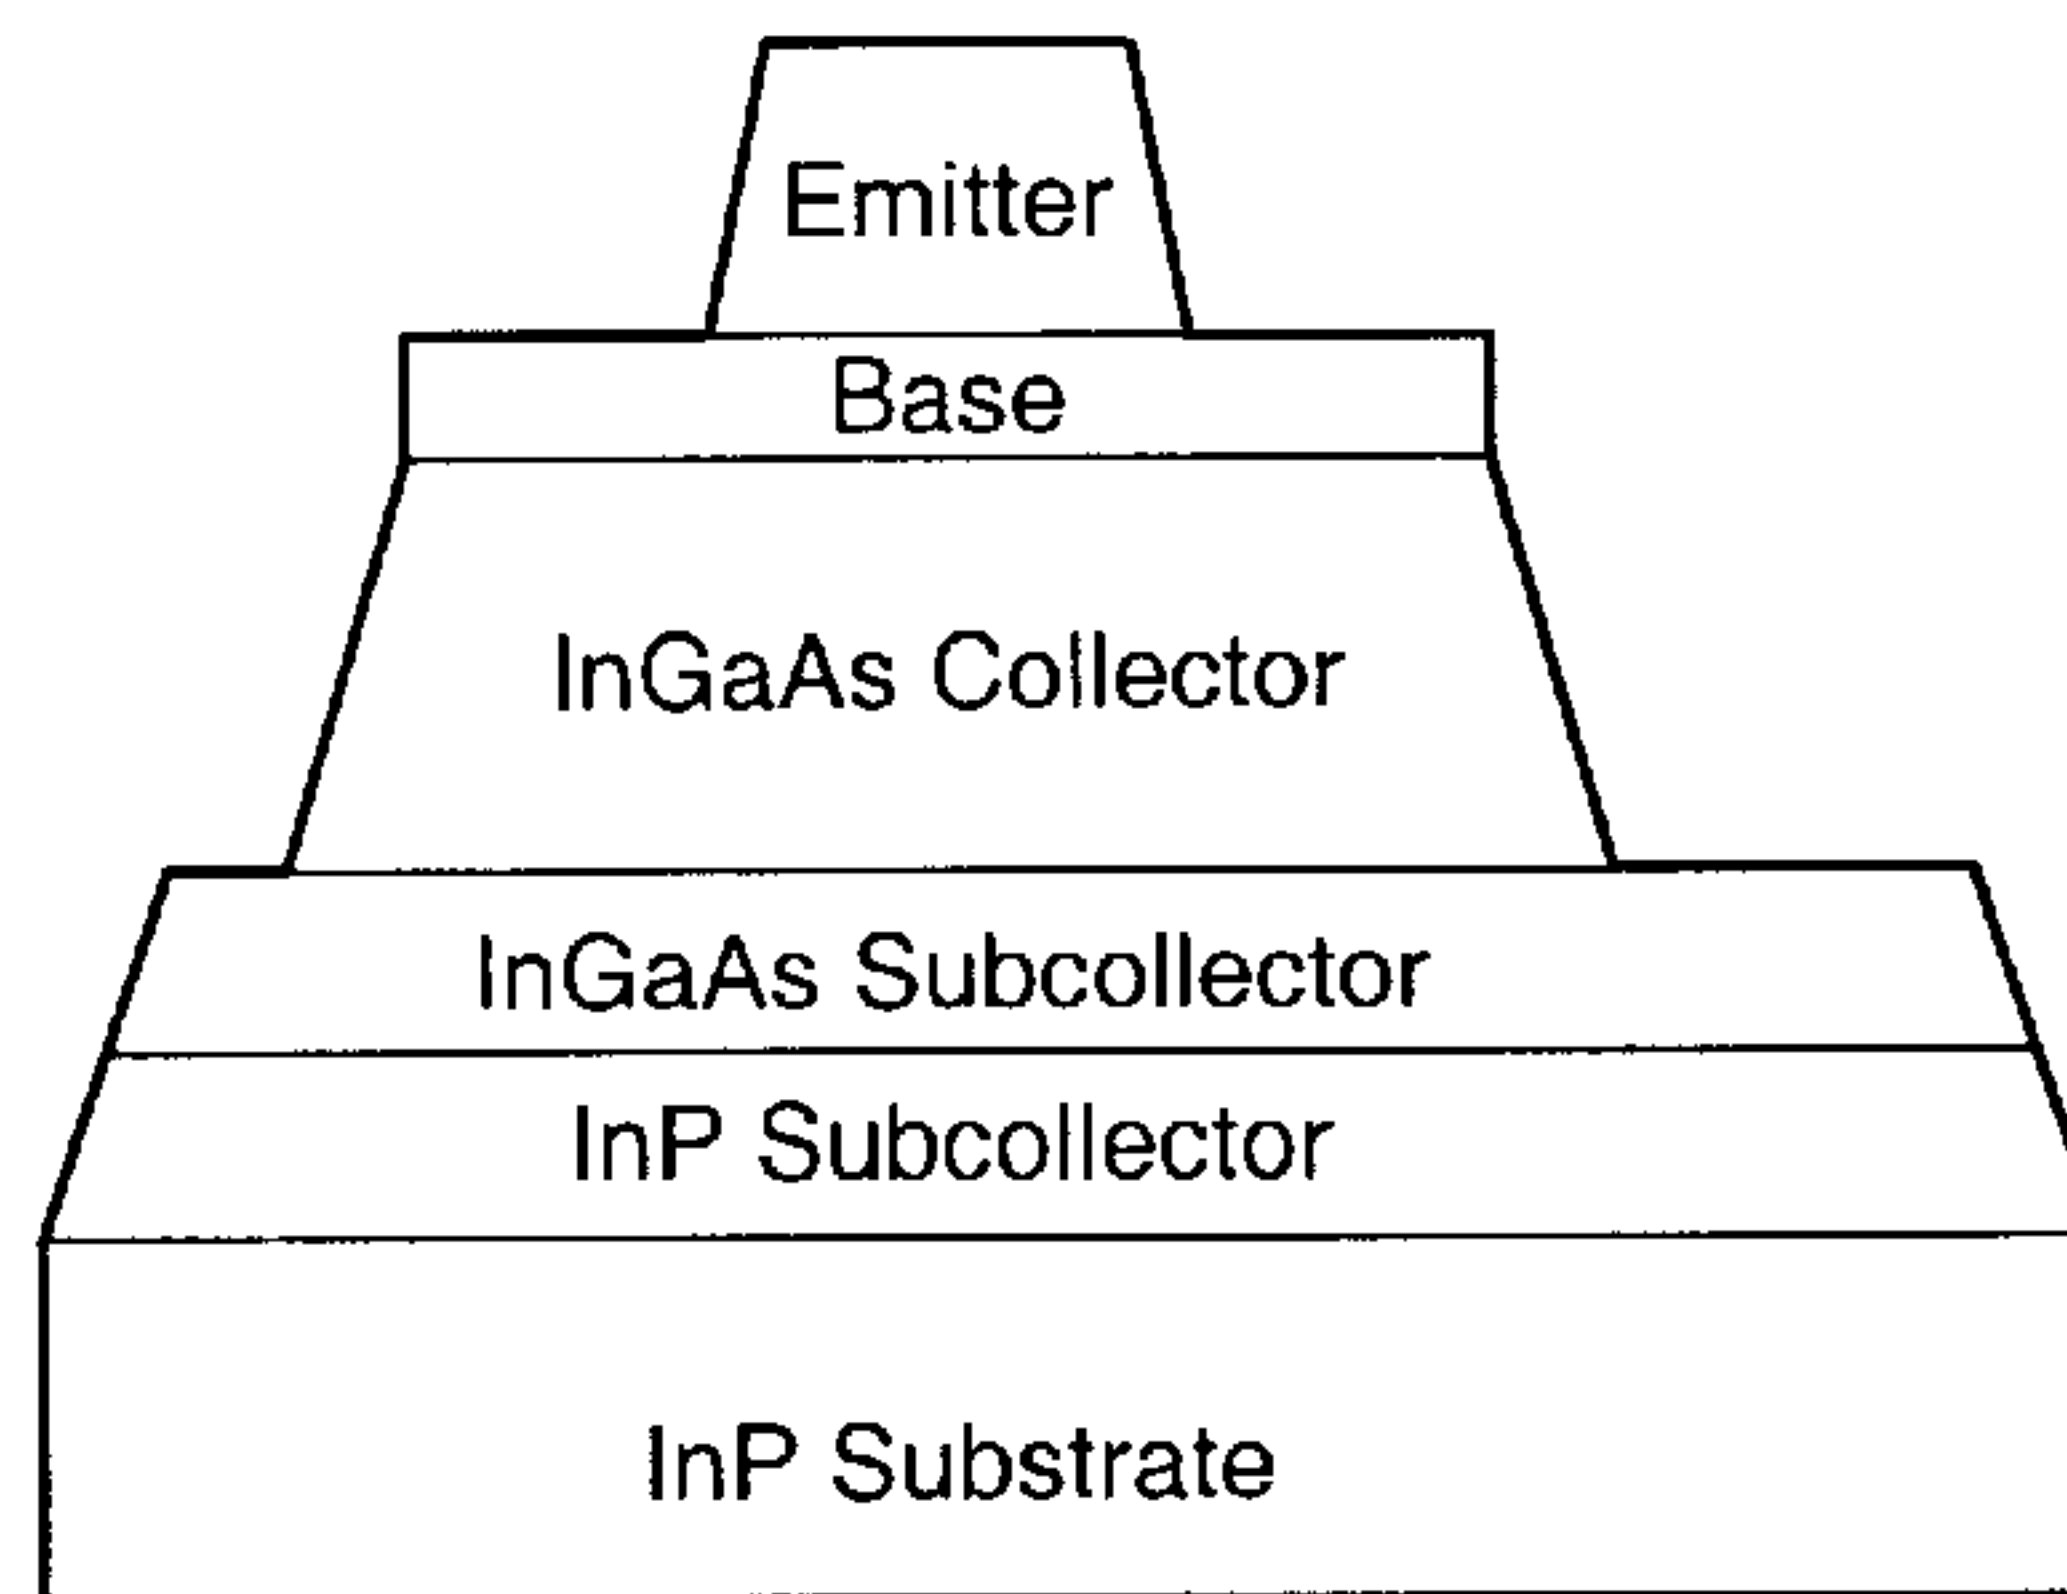 Emitter
Base
InGaAs Collector
InGaAs Subcollector
InP Subcollector
InP Substrate